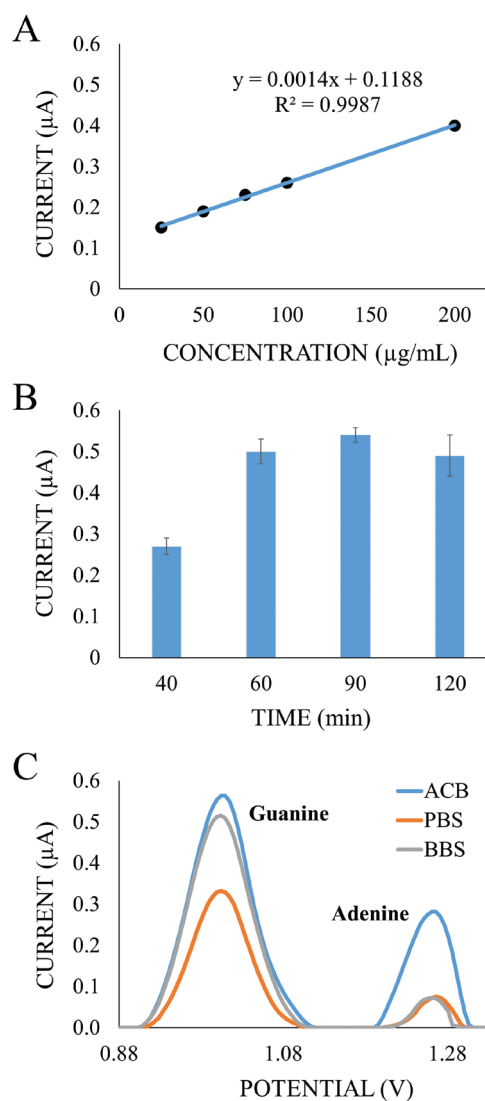 A
0.6
0.5
0.4
0.3
0.2
0.1
0
CURRENT (µA)
y = 0.0014x + 0.1188
R² = 0.9987
0 50 100 150 200
CONCENTRATION (µg/mL)
B
0.6
0.5
0.4
0.3
0.2
0.1
0
CURRENT (µA)
40 60 90 120
TIME (min)
C
0.6
0.5
0.4
0.3
0.2
0.1
0.0
CURRENT (µA)
Guanine
Adenine
ACB
PBS
BBS
0.88 1.08 1.28
POTENTIAL (V)